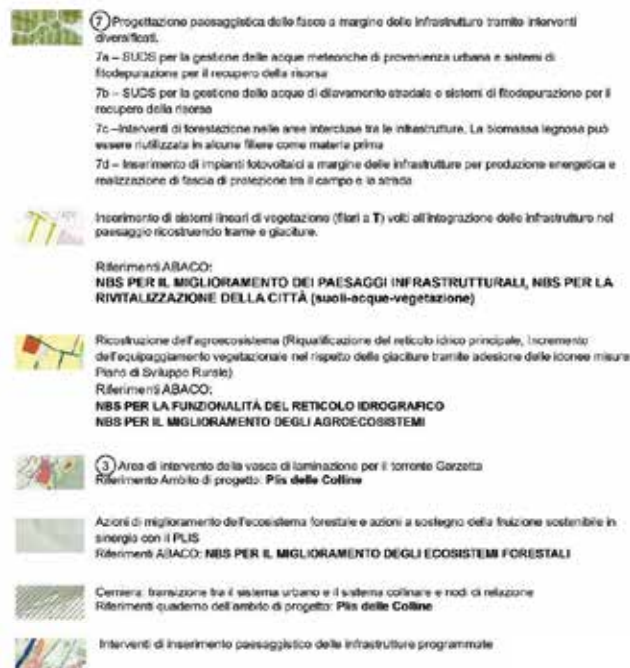 7 Progettazione paesaggistica delle fasce a margine delle infrastrutture tramite interventi
diversificati.
7a – SUDS per la gestione delle acque meteoriche di provenienza urbana e sistemi di
fitodepurazione per il recupero della risorsa
7b – SUDS per la gestione delle acque di dilavamento stradale e sistemi di fitodepurazione per il
recupero della risorsa
7c –Interventi di forestazione nelle aree intercluse tra le infrastrutture. La biomassa legnosa può
essere riutilizzata in alcune filiere come materia prima
7d – Inserimento di impianti fotovoltaici a margine delle infrastrutture per produzione energetica e
realizzazione di fascia di protezione tra il campo e la strada
Inserimento di sistemi lineari di vegetazione (filari a T) volti all'integrazione delle infrastrutture nel
paesaggio ricostruendo trame e giaciture.
Riferimenti ABACO:
NBS PER IL MIGLIORAMENTO DEI PAESAGGI INFRASTRUTTURALI, NBS PER LA
RIVITALIZZAZIONE DELLA CITTÀ (suoli-acque-vegetazione)
Ricostruzione dell'agroecosistema (Riqualificazione del reticolo idrico principale, Incremento
dell'equipaggiamento vegetazionale nel rispetto delle giaciture tramite adesione delle idonee misure
Piano di Sviluppo Rurale)
Riferimenti ABACO:
NBS PER LA FUNZIONALITÀ DEL RETICOLO IDROGRAFICO
NBS PER IL MIGLIORAMENTO DEGLI AGROECOSISTEMI
3 Area di intervento della vasca di laminazione per il torrente Garzetta
Riferimento Ambito di progetto: Plis delle Colline
Azioni di miglioramento dell'ecosistema forestale e azioni a sostegno della fruizione sostenibile in
sinergia con il PLIS
Riferimenti ABACO: NBS PER IL MIGLIORAMENTO DEGLI ECOSISTEMI FORESTALI
Cerniera: transizione tra il sistema urbano e il sistema collinare e nodi di relazione
Riferimenti quaderno dell'ambito di progetto: Plis delle Colline
Interventi di inserimento paesaggistico delle infrastrutture programmate